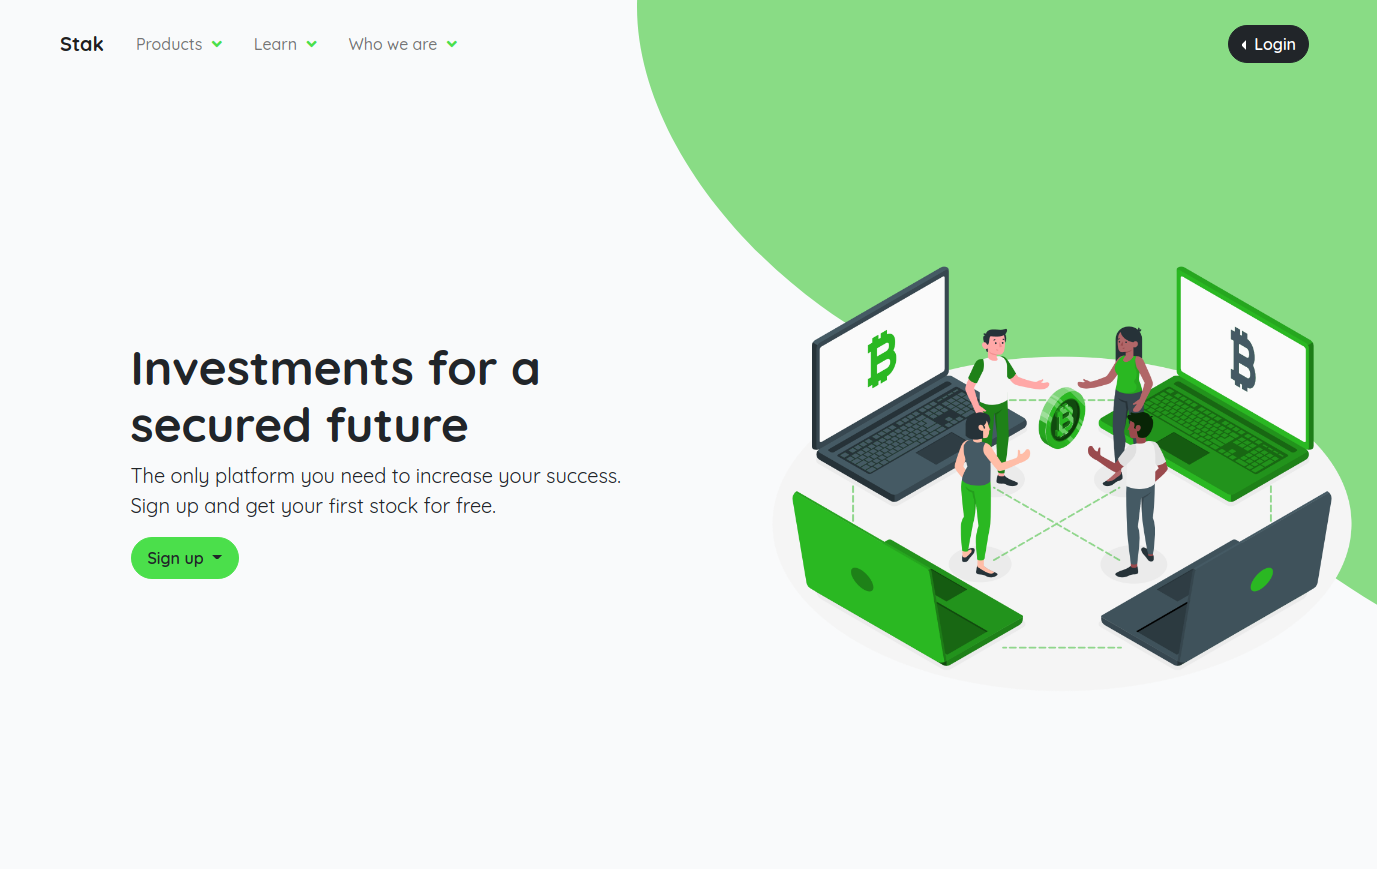 Stak
Products
Learn
Who we are
Login
Investments for a
secured future
The only platform you need to increase your success.
Sign up and get your first stock for free.
Sign up